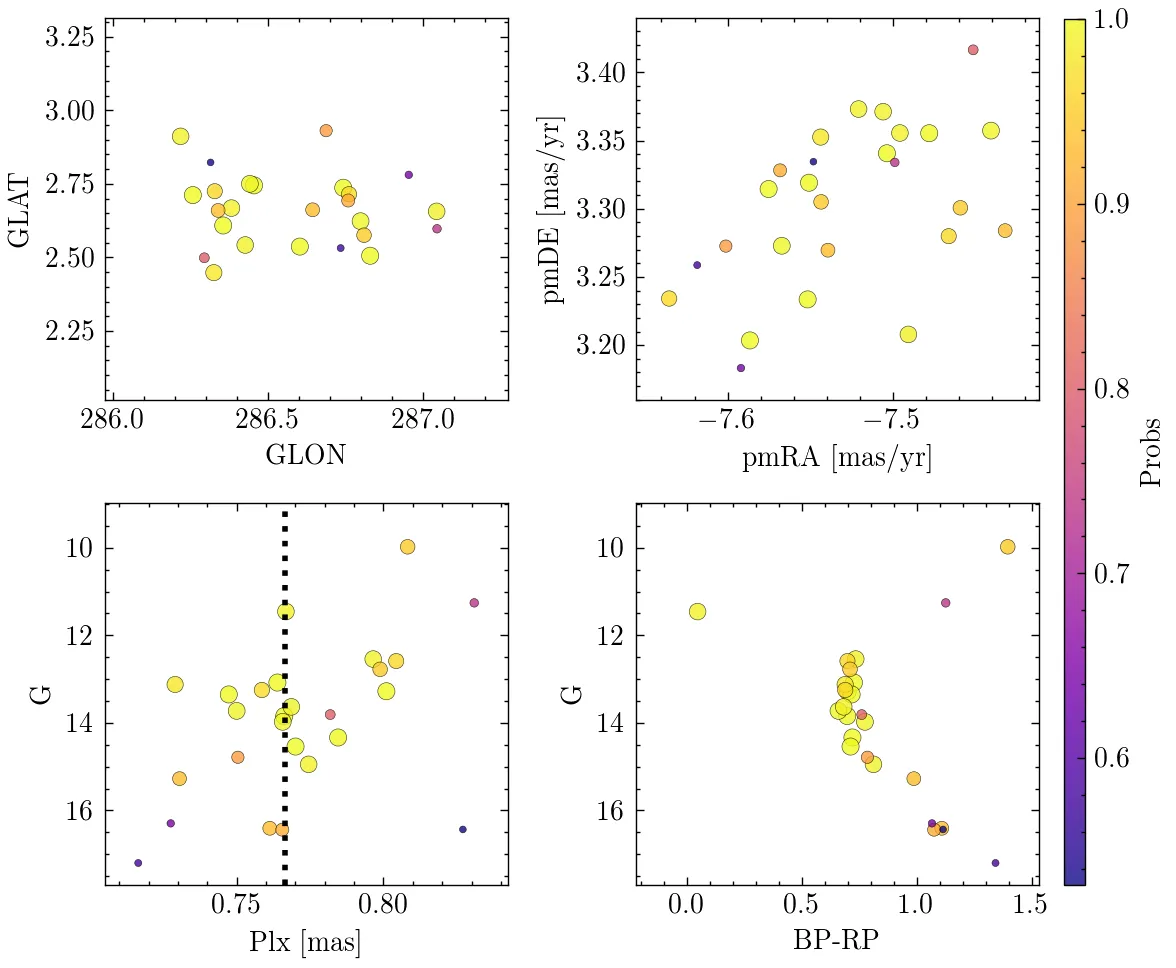 3.25
3.00
2.75
2.50
2.25
GLAT
286.0 286.5 287.0
GLON
3.40
3.35
3.30
3.25
3.20
pmDE [mas/yr]
−7.6 −7.5
pmRA [mas/yr]
10
12
14
16
G
0.75 0.80
Plx [mas]
10
12
14
16
G
0.0 0.5 1.0 1.5
BP-RP
1.0
0.9
0.8
0.7
0.6
Probs